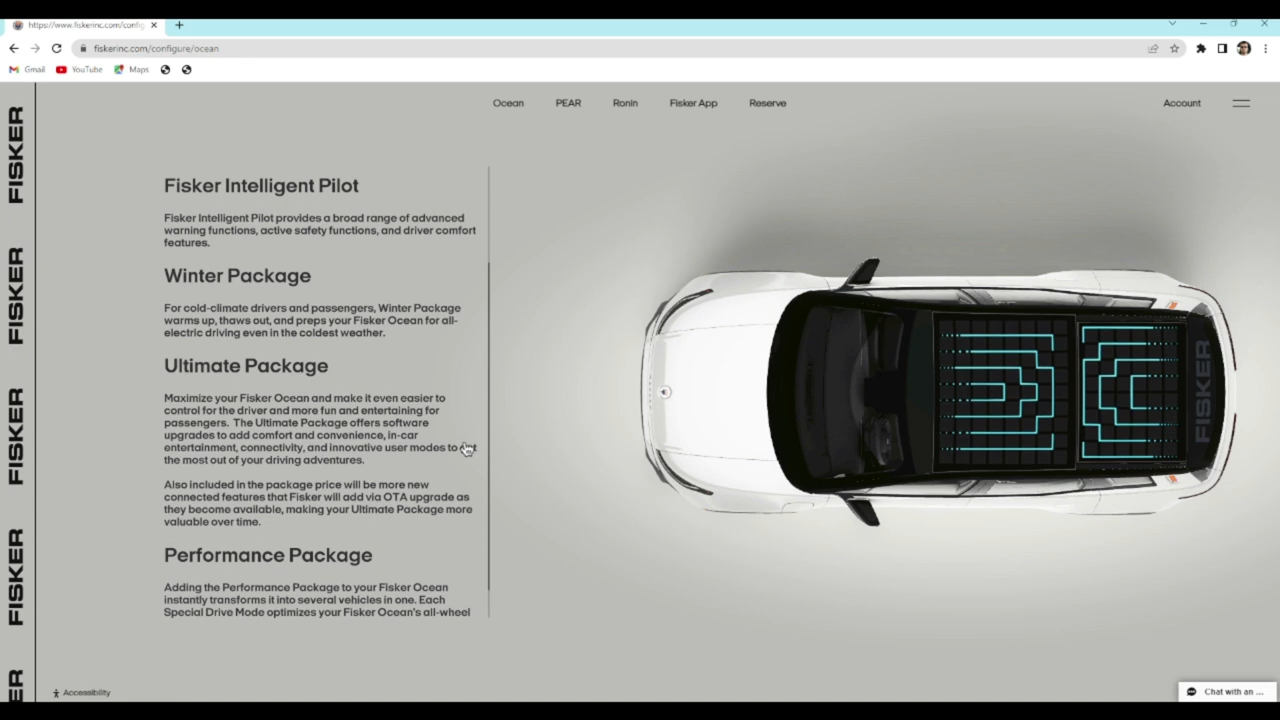 https://www.fiskerinc.com/config
fiskerinc.com/configure/ocean
Gmail YouTube Maps
FISKER
FISKER
FISKER
FISKER
ER
Ocean PEAR Ronin Fisker App Reserve Account
Fisker Intelligent Pilot
Fisker Intelligent Pilot provides a broad range of advanced
warning functions, active safety functions, and driver comfort
features.
Winter Package
For cold-climate drivers and passengers, Winter Package
warms up, thaws out, and preps your Fisker Ocean for all-
electric driving even in the coldest weather.
Ultimate Package
Maximize your Fisker Ocean and make it even easier to
control for the driver and more fun and entertaining for
passengers. The Ultimate Package offers software
upgrades to add comfort and convenience, in-car
entertainment, connectivity, and innovative user modes to
the most out of your driving adventures.
Also included in the package price will be more new
connected features that Fisker will add via OTA upgrade as
they become available, making your Ultimate Package more
valuable over time.
Performance Package
Adding the Performance Package to your Fisker Ocean
instantly transforms it into several vehicles in one. Each
Special Drive Mode optimizes your Fisker Ocean's all-wheel
FISKER
Accessibility
Chat with an ...